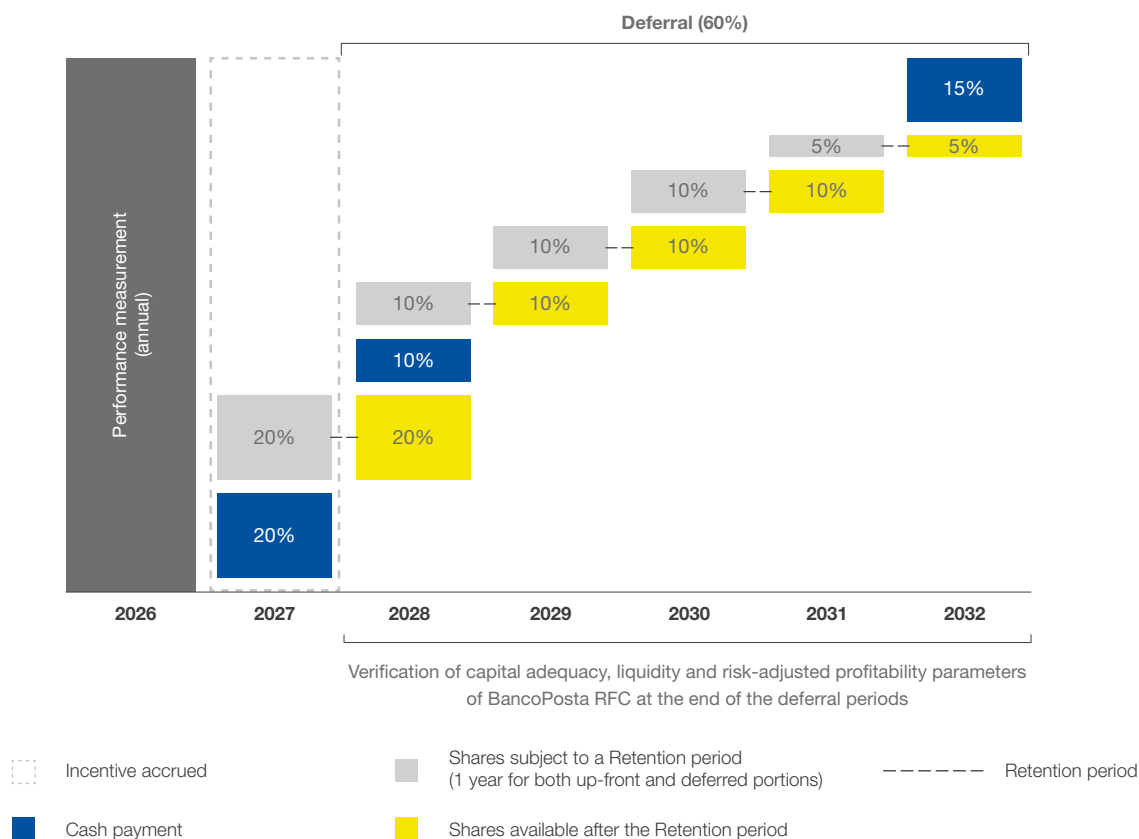 Deferral (60%)
15%
5% 5%
10% 10%
10% 10%
10% 10%
10%
20% 20%
20%
Performance measurement
(annual)
2026 2027 2028 2029 2030 2031 2032
Verification of capital adequacy, liquidity and risk-adjusted profitability parameters
of BancoPosta RFC at the end of the deferral periods
Incentive accrued
Shares subject to a Retention period
(1 year for both up-front and deferred portions)
Retention period
Cash payment
Shares available after the Retention period